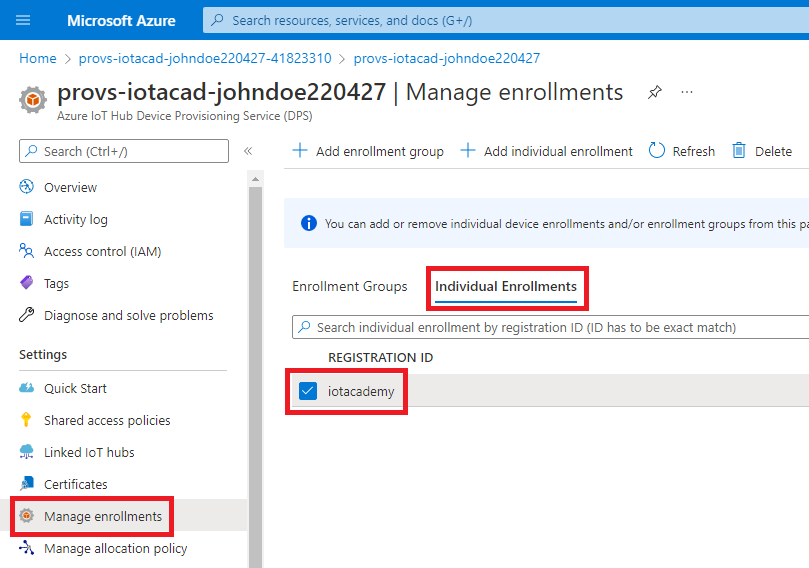 Microsoft Azure
Search resources, services, and docs (G+/)
Home > provs-iotacad-johndoe220427-41823310 > provs-iotacad-johndoe220427
provs-iotacad-johndoe220427 | Manage enrollments
Azure IoT Hub Device Provisioning Service (DPS)
Search (Ctrl+/)
Overview
Activity log
Access control (IAM)
Tags
Diagnose and solve problems
Settings
Quick Start
Shared access policies
Linked IoT hubs
Certificates
Manage enrollments
Manage allocation policy
Add enrollment group
Add individual enrollment
Refresh
Delete
You can add or remove individual device enrollments and/or enrollment groups from this pa
Enrollment Groups
Individual Enrollments
Search individual enrollment by registration ID (ID has to be exact match)
REGISTRATION ID
iotacademy